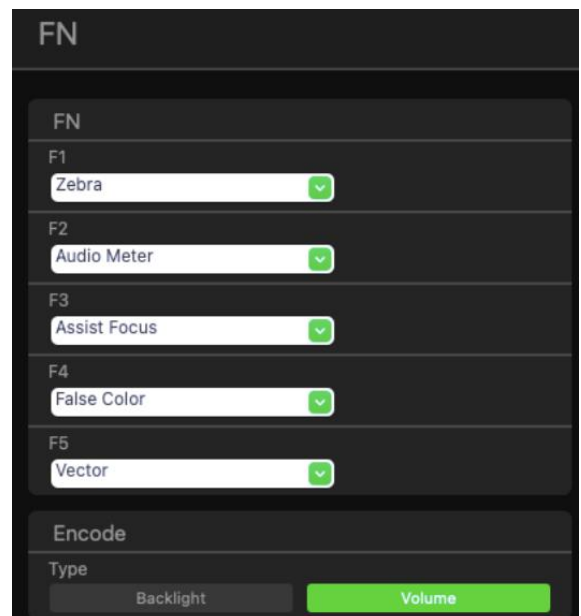 FN
FN
F1
Zebra
F2
Audio Meter
F3
Assist Focus
F4
False Color
F5
Vector
Encode
Type
Backlight Volume